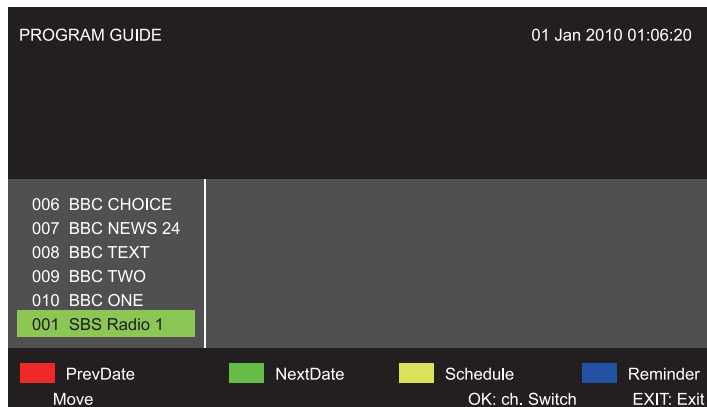 PROGRAM GUIDE 01 Jan 2010 01:06:20
006 BBC CHOICE
007 BBC NEWS 24
008 BBC TEXT
009 BBC TWO
010 BBC ONE
001 SBS Radio 1
PrevDate NextDate Schedule Reminder
Move OK: ch. Switch EXIT: Exit